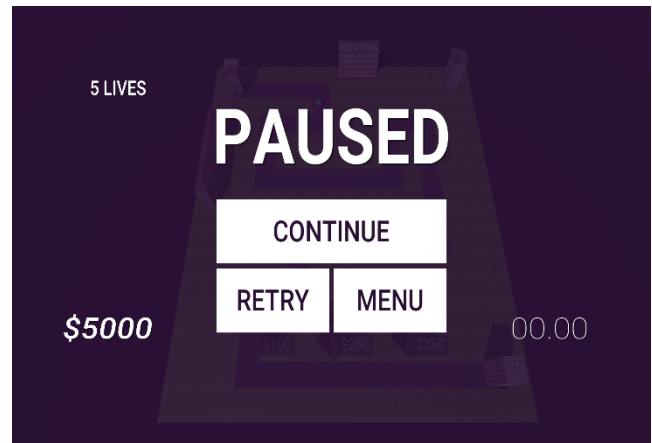 5 LIVES
PAUSED
CONTINUE
RETRY MENU
$5000 00.00
$100 $250 $350